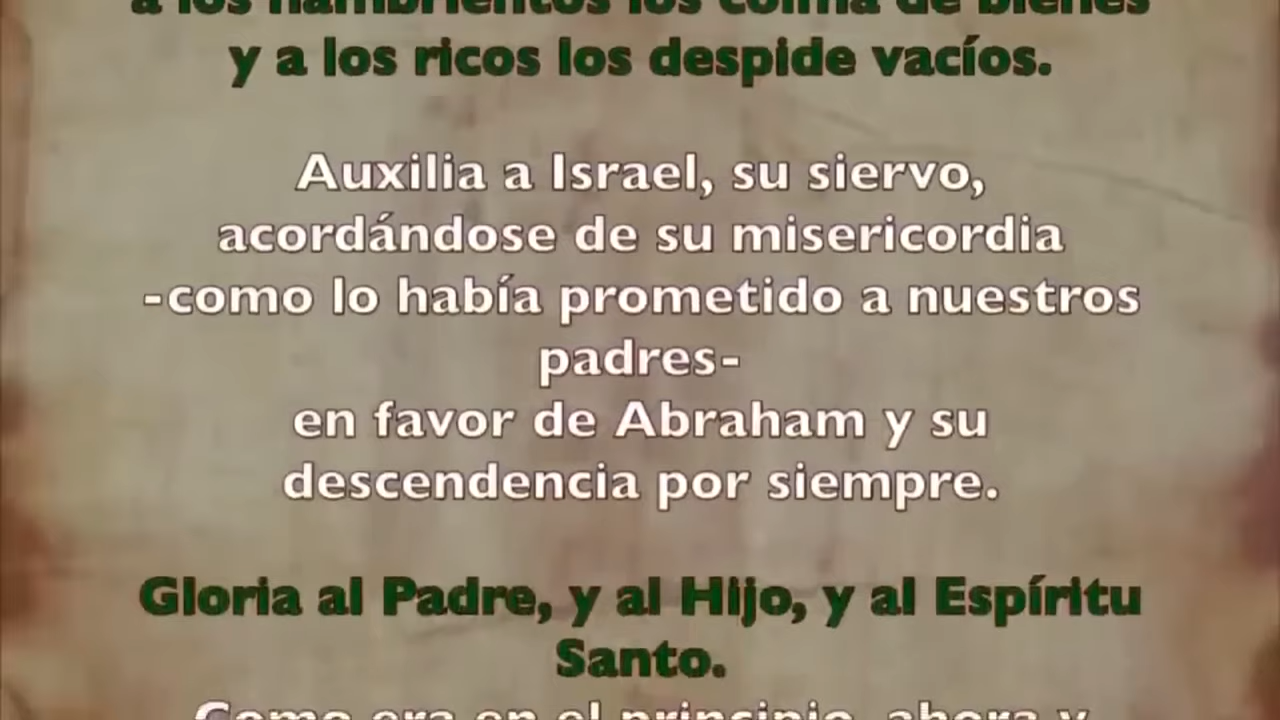 a los hambrientos los colma de bienes
y a los ricos los despide vacíos.
Auxilia a Israel, su siervo,
acordándose de su misericordia
-como lo había prometido a nuestros
padres-
en favor de Abraham y su
descendencia por siempre.
Gloria al Padre, y al Hijo, y al Espíritu
Santo.
Como era en el principio, ahora y